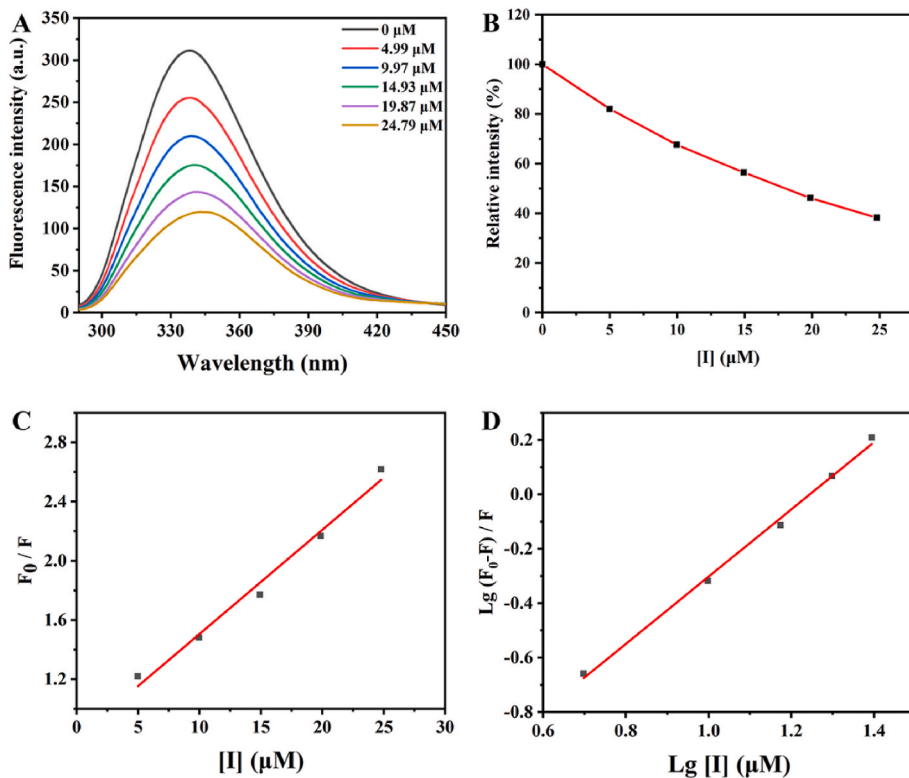 A
0 μM
4.99 μM
9.97 μM
14.93 μM
19.87 μM
24.79 μM
Fluorescence intensity (a.u.)
350
300
250
200
150
100
50
0
300 330 360 390 420 450
Wavelength (nm)
B
Relative intensity (%)
120
100
80
60
40
20
0
0 5 10 15 20 25
[I] (μM)
C
F0 / F
2.8
2.4
2.0
1.6
1.2
0 5 10 15 20 25 30
[I] (μM)
D
Lg (F0-F) / F
0.2
0.0
-0.2
-0.4
-0.6
-0.8
0.6 0.8 1.0 1.2 1.4
Lg [I] (μM)